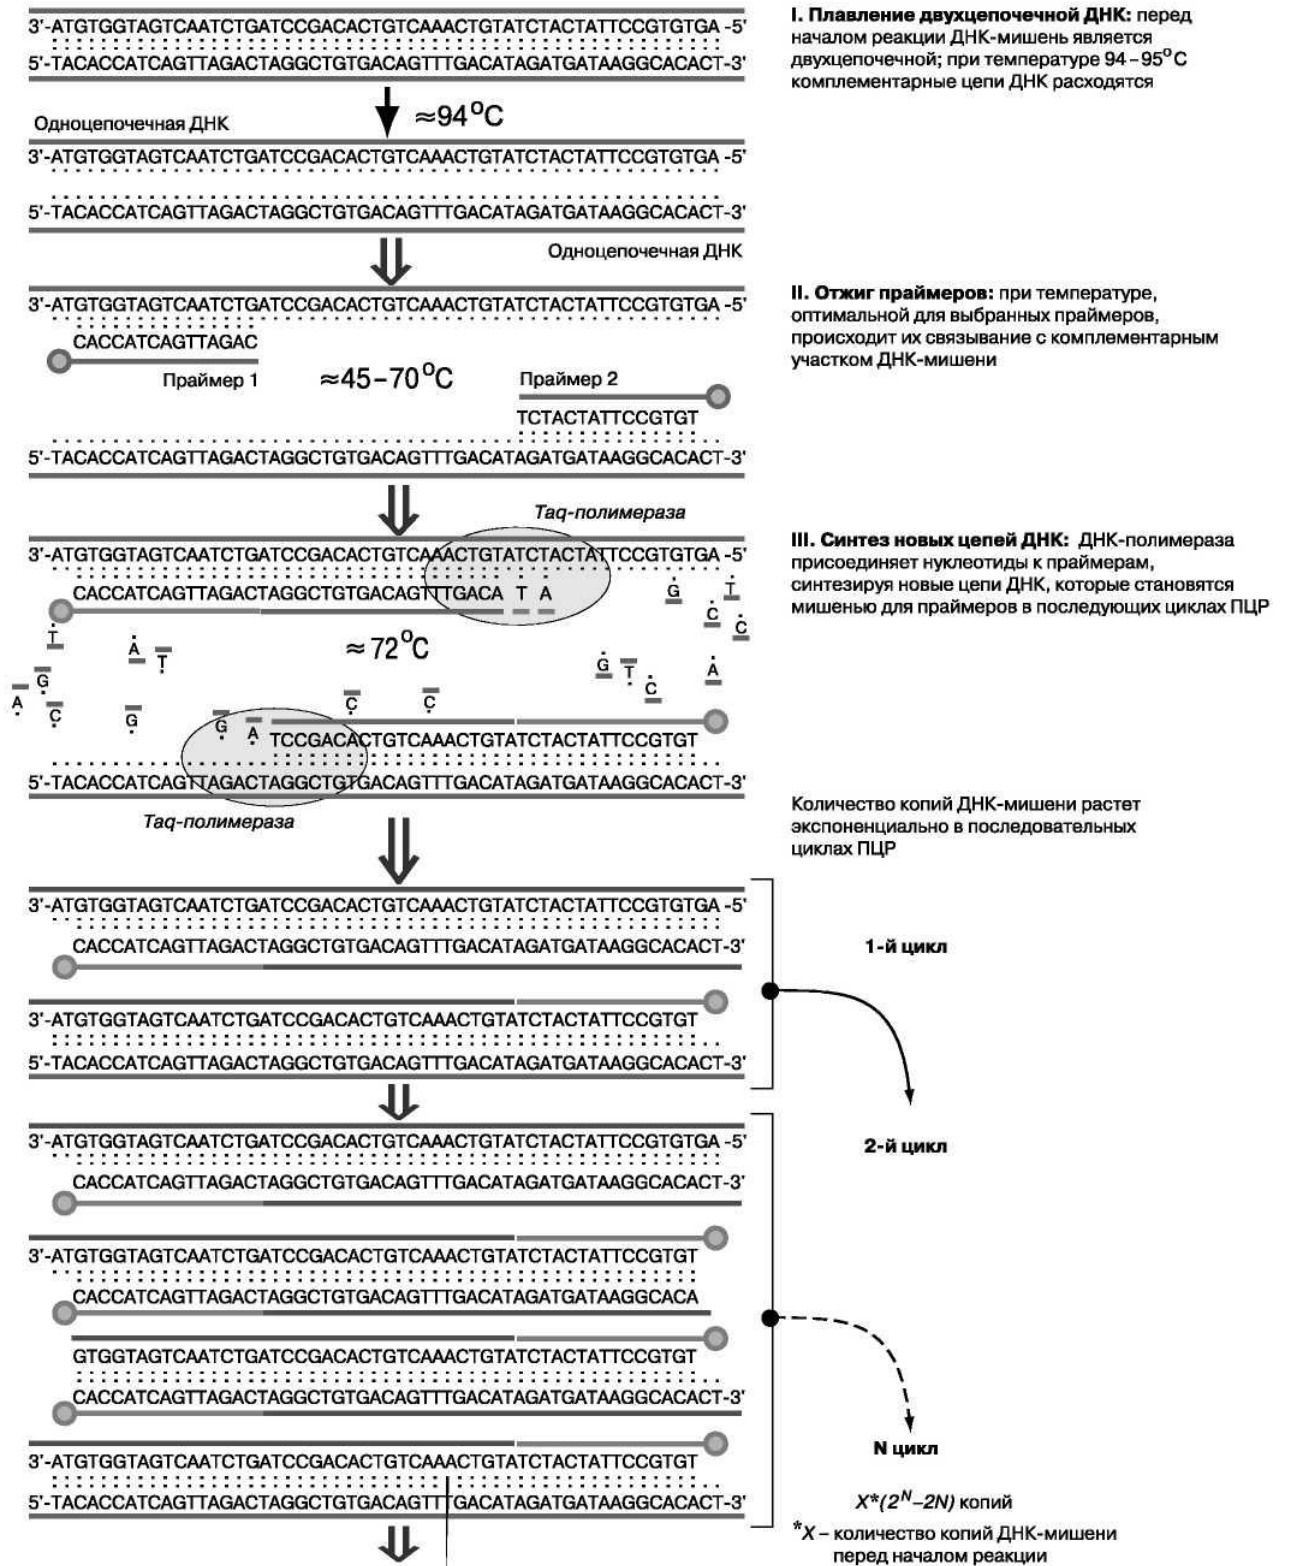 3'-ATGTGGTAGTCAATCTGATCCGACACTGTCAAACTGTATCTACTATTCCGTGTGA -5'
5'-TACACCATCAGTTAGACTAGGCTGTGACAGTTTGACATAGATGATAAGGCACACT-3'
I. Плавление двухцепочечной ДНК: перед
началом реакции ДНК-мишень является
двухцепочечной; при температуре 94–95°C
комплементарные цепи ДНК расходятся
≈94°C
Одноцепочечная ДНК
3'-ATGTGGTAGTCAATCTGATCCGACACTGTCAAACTGTATCTACTATTCCGTGTGA -5'
5'-TACACCATCAGTTAGACTAGGCTGTGACAGTTTGACATAGATGATAAGGCACACT-3'
Одноцепочечная ДНК
3'-ATGTGGTAGTCAATCTGATCCGACACTGTCAAACTGTATCTACTATTCCGTGTGA -5'
CACCATCAGTTAGAC
Праймер 1
≈45–70°C
Праймер 2
TCTACTATTCCGTGT
5'-TACACCATCAGTTAGACTAGGCTGTGACAGTTTGACATAGATGATAAGGCACACT-3'
II. Отжиг праймеров: при температуре,
оптимальной для выбранных праймеров,
происходит их связывание с комплементарным
участком ДНК-мишени
Taq-полимераза
3'-ATGTGGTAGTCAATCTGATCCGACACTGTCAAACTGTATCTACTATTCCGTGTGA -5'
CACCATCAGTTAGACTAGGCTGTGACAGTTTGACA T A
G T C C
III. Синтез новых цепей ДНК: ДНК-полимераза
присоединяет нуклеотиды к праймерам,
синтезируя новые цепи ДНК, которые становятся
мишенью для праймеров в последующих циклах ПЦР
≈72°C
T A T G A C G G A C C G T C A
TCCGACACTGTCAAACTGTATCTACTATTCCGTGT
5'-TACACCATCAGTTAGACTAGGCTGTGACAGTTTGACATAGATGATAAGGCACACT-3'
Taq-полимераза
Количество копий ДНК-мишени растет
экспоненциально в последовательных
циклах ПЦР
3'-ATGTGGTAGTCAATCTGATCCGACACTGTCAAACTGTATCTACTATTCCGTGTGA -5'
CACCATCAGTTAGACTAGGCTGTGACAGTTTGACATAGATGATAAGGCACACT-3'
1-й цикл
3'-ATGTGGTAGTCAATCTGATCCGACACTGTCAAACTGTATCTACTATTCCGTGT
5'-TACACCATCAGTTAGACTAGGCTGTGACAGTTTGACATAGATGATAAGGCACACT-3'
3'-ATGTGGTAGTCAATCTGATCCGACACTGTCAAACTGTATCTACTATTCCGTGTGA -5'
2-й цикл
CACCATCAGTTAGACTAGGCTGTGACAGTTTGACATAGATGATAAGGCACACT-3'
3'-ATGTGGTAGTCAATCTGATCCGACACTGTCAAACTGTATCTACTATTCCGTGT
CACCATCAGTTAGACTAGGCTGTGACAGTTTGACATAGATGATAAGGCACA
GTGGTAGTCAATCTGATCCGACACTGTCAAACTGTATCTACTATTCCGTGT
CACCATCAGTTAGACTAGGCTGTGACAGTTTGACATAGATGATAAGGCACACT-3'
3'-ATGTGGTAGTCAATCTGATCCGACACTGTCAAACTGTATCTACTATTCCGTGT
5'-TACACCATCAGTTAGACTAGGCTGTGACAGTTTGACATAGATGATAAGGCACACT-3'
N цикл
X*(2ᴺ–2N) копий
*X – количество копий ДНК-мишени
перед началом реакции